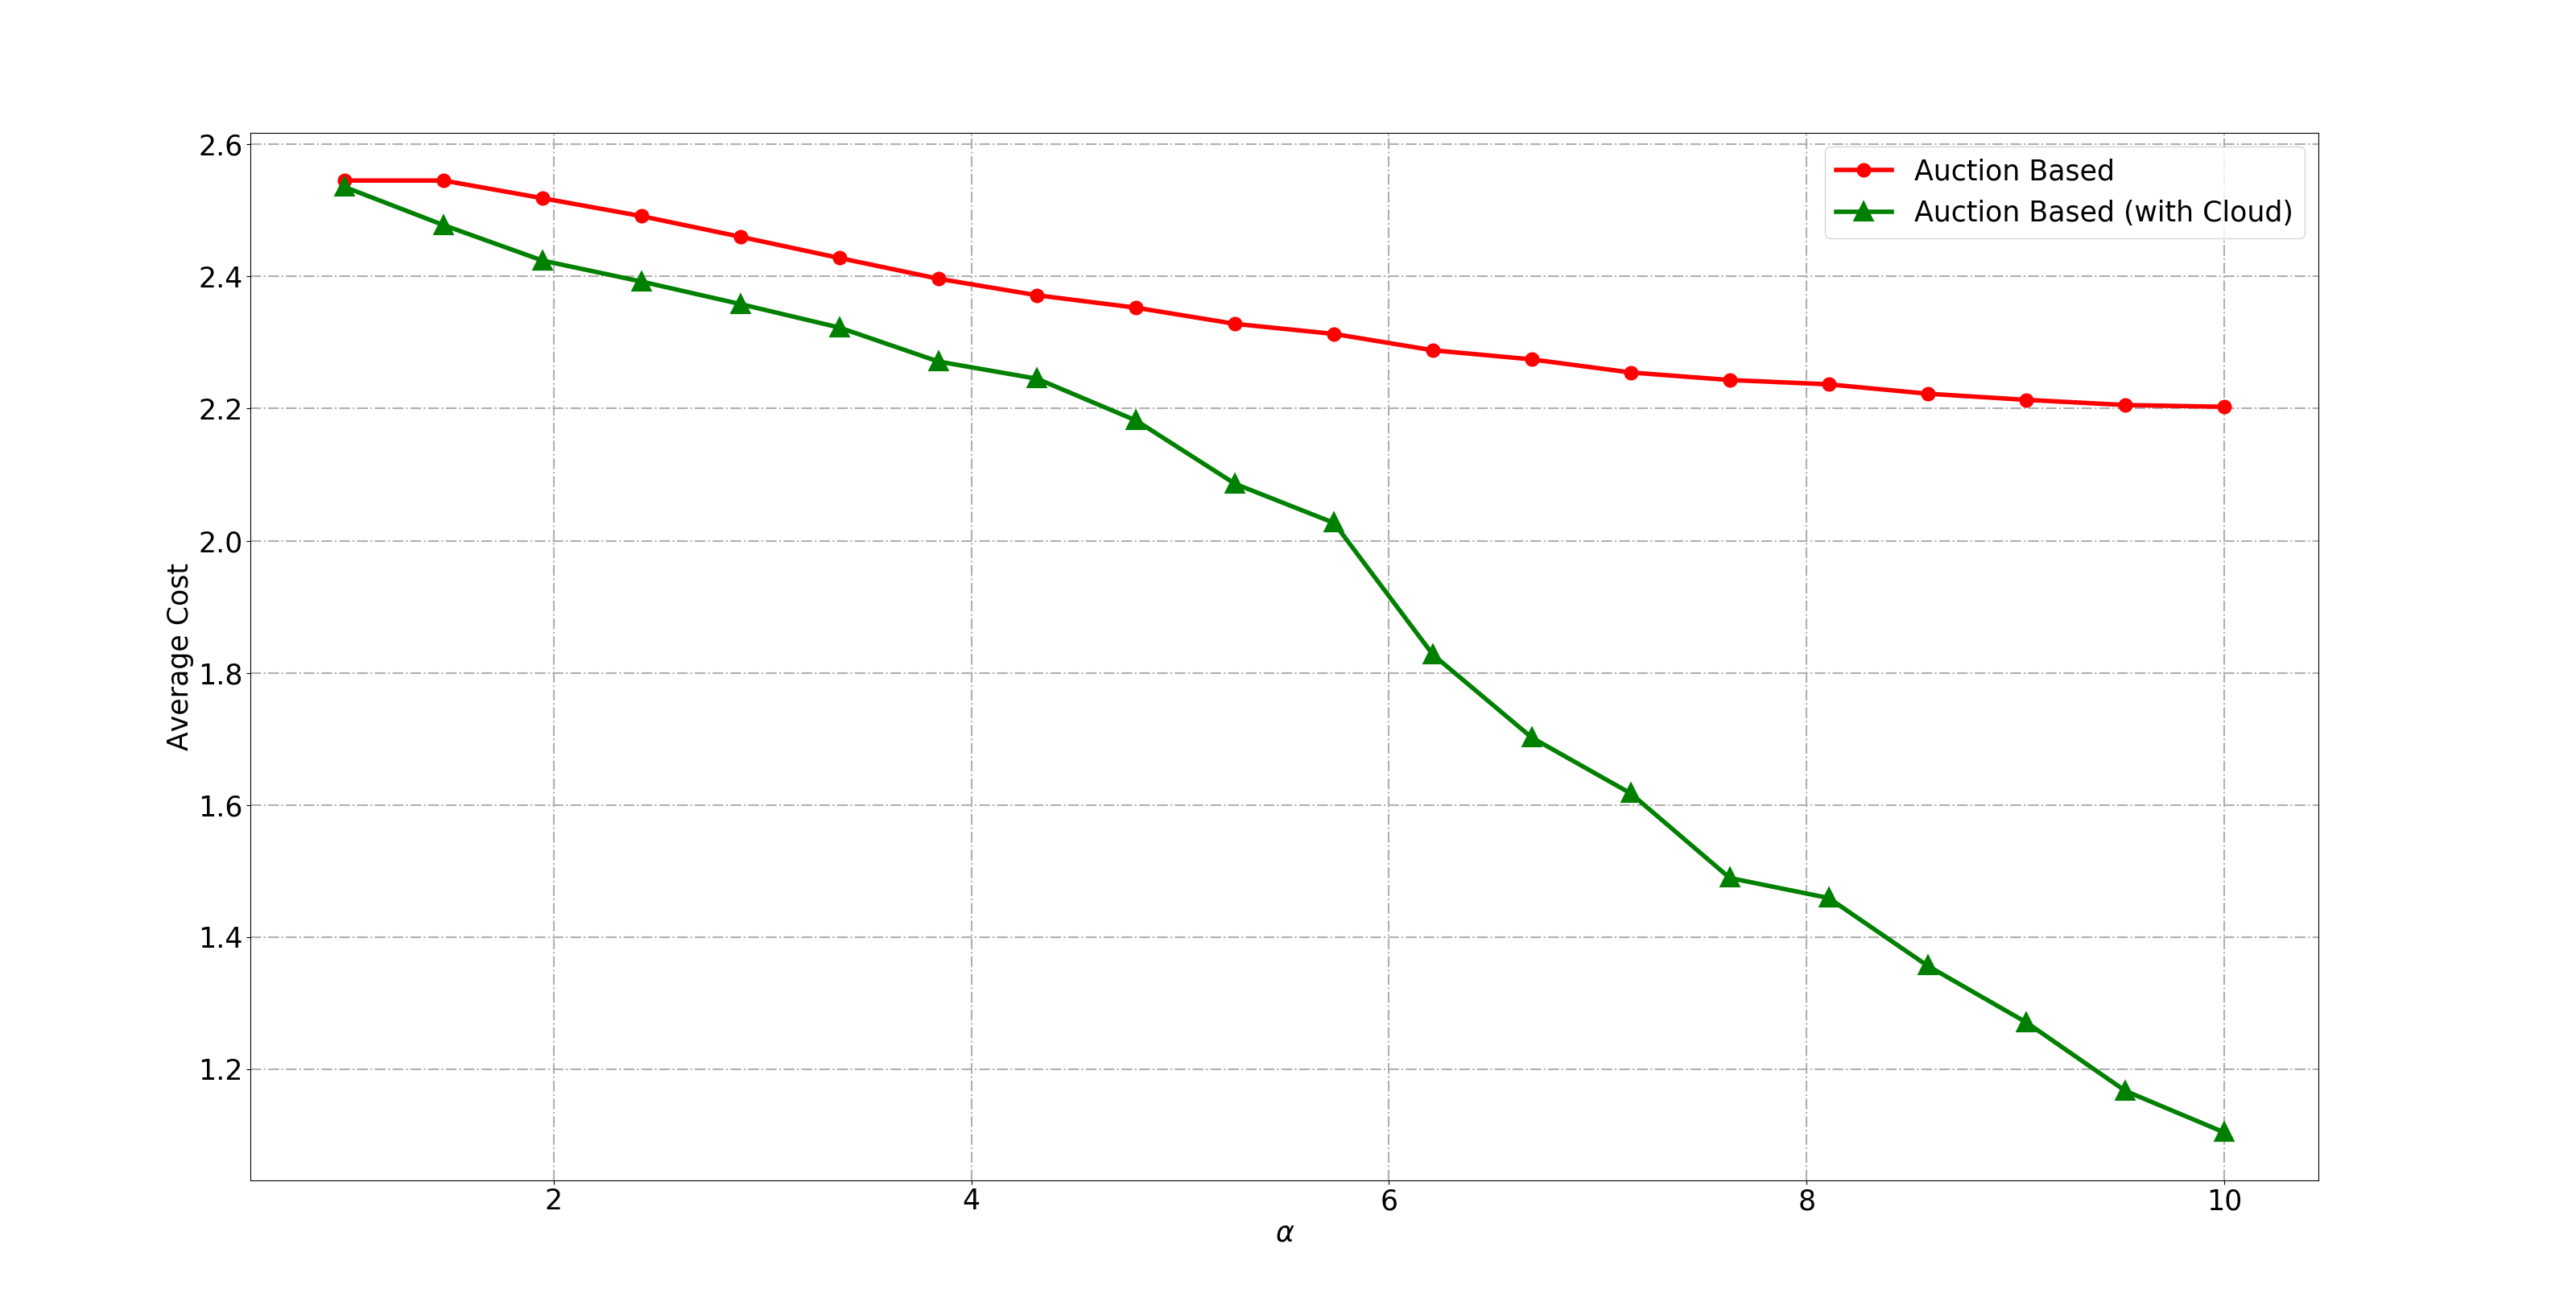 2.6
2.4
2.2
2.0
1.8
1.6
1.4
1.2
Average Cost
2 4 6 8 10
α
Auction Based
Auction Based (with Cloud)